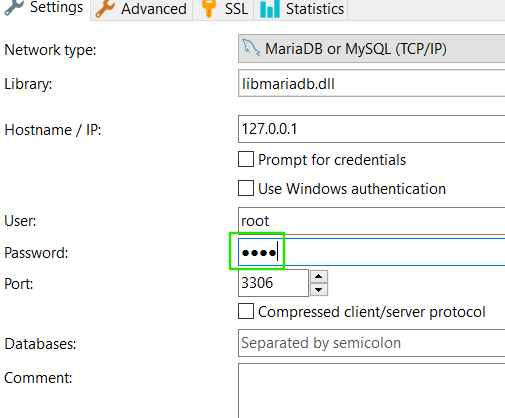 Settings Advanced SSL Statistics
Network type: MariaDB or MySQL (TCP/IP)
Library: libmariadb.dll
Hostname / IP: 127.0.0.1
Prompt for credentials
Use Windows authentication
User: root
Password: ●●●●
Port: 3306
Compressed client/server protocol
Databases: Separated by semicolon
Comment: